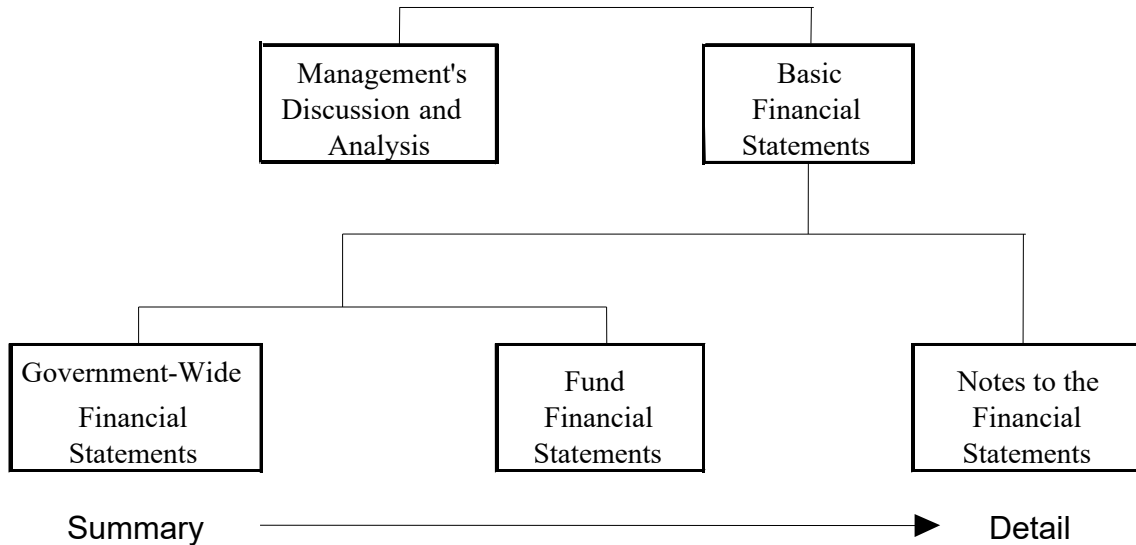 Management's
Discussion and
Analysis
Basic
Financial
Statements
Government-Wide
Financial
Statements
Fund
Financial
Statements
Notes to the
Financial
Statements
Summary
Detail